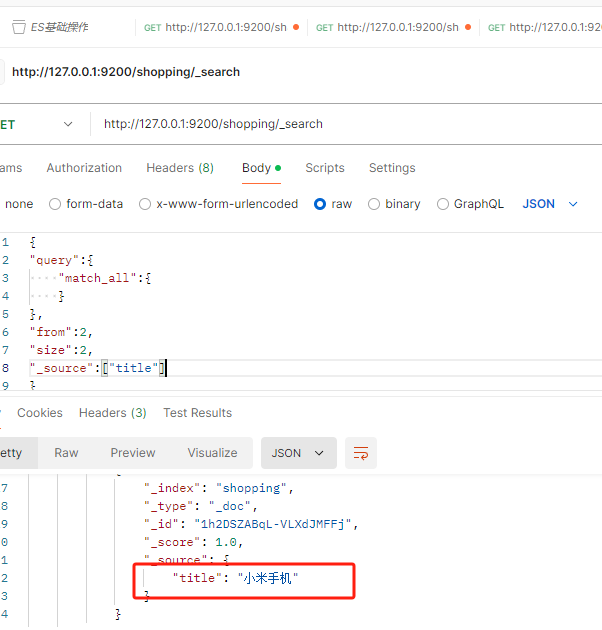 ES基础操作 GET http://127.0.0.1:9200/sh GET http://127.0.0.1:9200/sh GET http://127.0.0.1:9200/
http://127.0.0.1:9200/shopping/_search
ET http://127.0.0.1:9200/shopping/_search
ams Authorization Headers (8) Body Scripts Settings
none form-data x-www-form-urlencoded raw binary GraphQL JSON
1 {
2 "query":{
3 "match_all":{
4 }
5 },
6 "from":2,
7 "size":2,
8 "_source":["title"]
9 }
Cookies Headers (3) Test Results
etty Raw Preview Visualize JSON
{
7 "_index": "shopping",
8 "_type": "_doc",
9 "_id": "1h2DSZABqL-VLXdJMFFj",
0 "_score": 1.0,
1 "_source": {
2 "title": "小米手机"
3 }
4 }